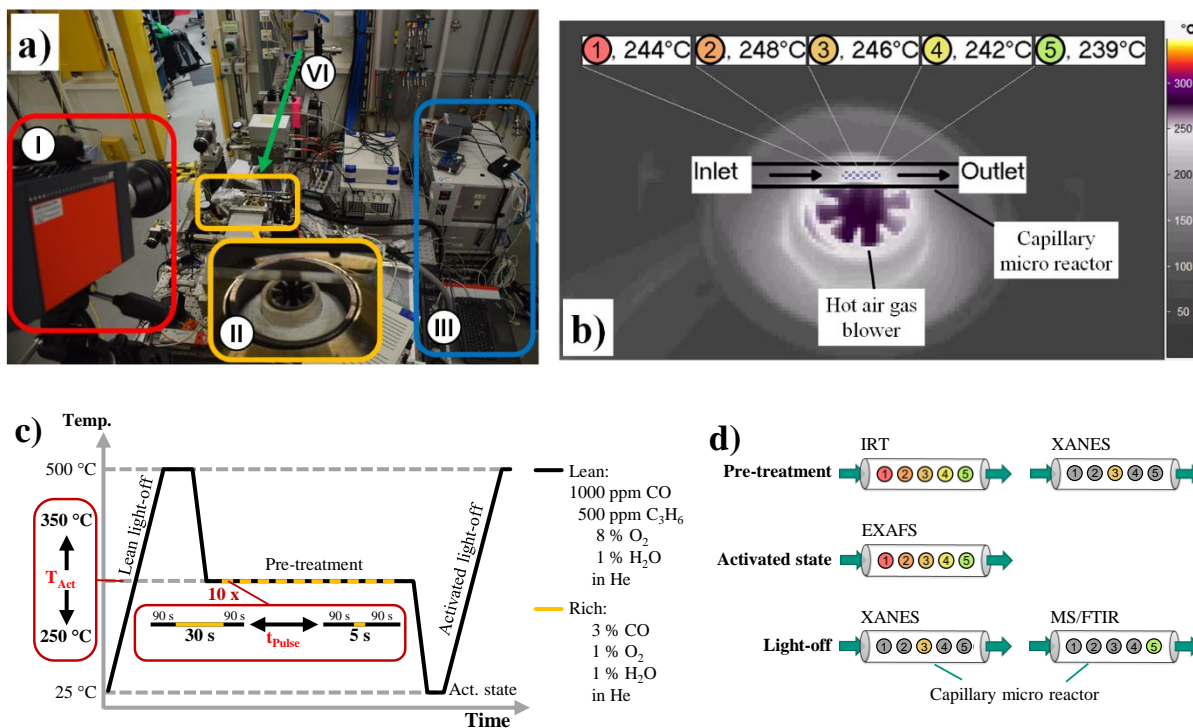 a)
I
II
III
VI
b)
1, 244°C 2, 248°C 3, 246°C 4, 242°C 5, 239°C
Inlet
Outlet
Capillary
micro reactor
Hot air gas
blower
°C
350
300
250
200
150
100
50
c)
Temp.
500 °C
350 °C
T_Act
250 °C
25 °C
Lean light-off
Pre-treatment
10 x
90 s 90 s 90 s 90 s
30 s t_Pulse 5 s
Activated light-off
Act. state
Time
Lean:
1000 ppm CO
500 ppm C₃H₆
8 % O₂
1 % H₂O
in He
Rich:
3 % CO
1 % O₂
1 % H₂O
in He
d)
IRT XANES
Pre-treatment 1 2 3 4 5 1 2 3 4 5
EXAFS
Activated state 1 2 3 4 5
XANES MS/FTIR
Light-off 1 2 3 4 5 1 2 3 4 5
Capillary micro reactor